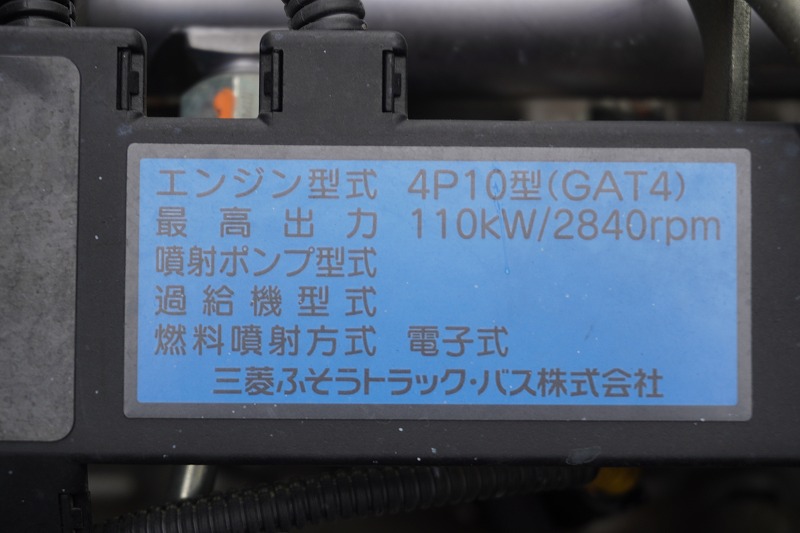 エンジン型式 4P10型(GAT4)
最高出力 110kW/2840rpm
噴射ポンプ型式
過給機型式
燃料噴射方式 電子式
三菱ふそうトラック・バス株式会社